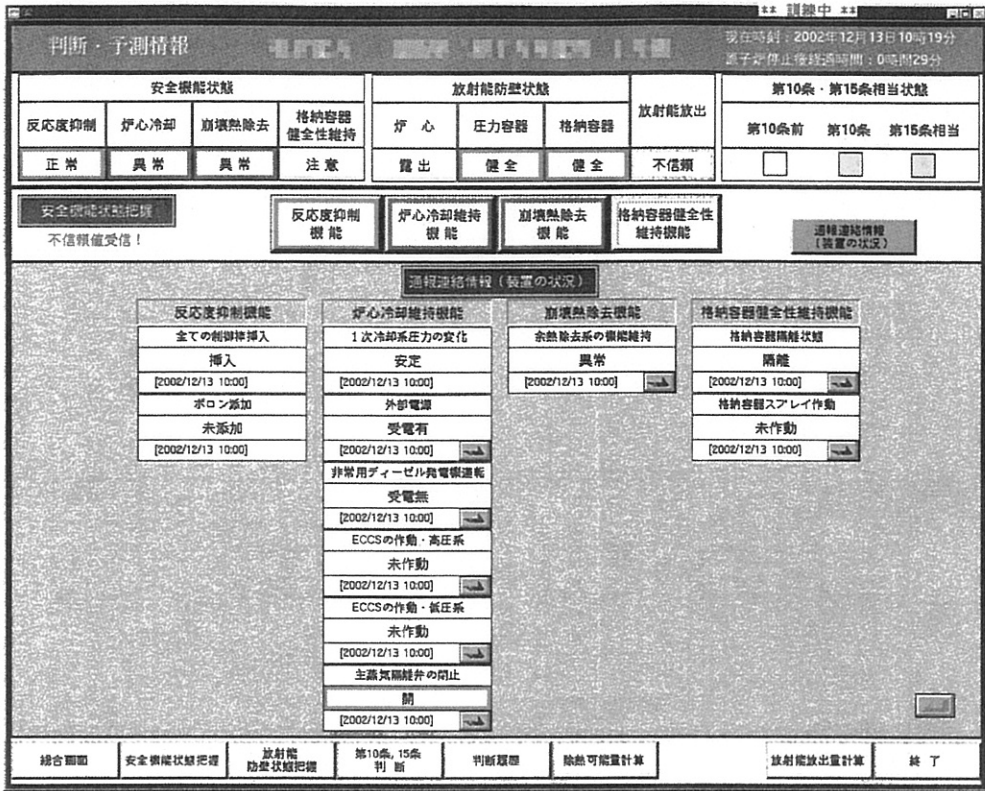 ** 訓練中 **
判断・予測情報
現在時刻：2002年12月13日10時19分
原子炉停止後経過時間：0時間29分
安全機能状態
放射能防壁状態
放射能放出
第10条・第15条相当状態
反応度抑制
炉心冷却
崩壊熱除去
格納容器
健全性維持
炉 心
圧力容器
格納容器
第10条前
第10条
第15条相当
正 常
異 常
異 常
注 意
露 出
健 全
健 全
不信頼
安全機能状態把握
不信頼値受信！
反応度抑制
機 能
炉心冷却維持
機 能
崩壊熱除去
機 能
格納容器健全性
維持機能
通報連絡情報
（装置の状況）
通報連絡情報（装置の状況）
反応度抑制機能
炉心冷却維持機能
崩壊熱除去機能
格納容器健全性維持機能
全ての制御棒挿入
1次冷却系圧力の変化
余熱除去系の機能維持
格納容器隔離状態
挿入
安定
異常
隔離
[2002/12/13 10:00]
[2002/12/13 10:00]
[2002/12/13 10:00]
[2002/12/13 10:00]
ボロン添加
外部電源
格納容器スプレイ作動
未添加
受電有
未作動
[2002/12/13 10:00]
[2002/12/13 10:00]
[2002/12/13 10:00]
非常用ディーゼル発電機運転
受電無
[2002/12/13 10:00]
ECCSの作動・高圧系
未作動
[2002/12/13 10:00]
ECCSの作動・低圧系
未作動
[2002/12/13 10:00]
主蒸気隔離弁の閉止
開
[2002/12/13 10:00]
総合画面
安全機能状態把握
放射能
防壁状態把握
第10条, 15条
判 断
判断履歴
除熱可能量計算
放射能放出量計算
終 了